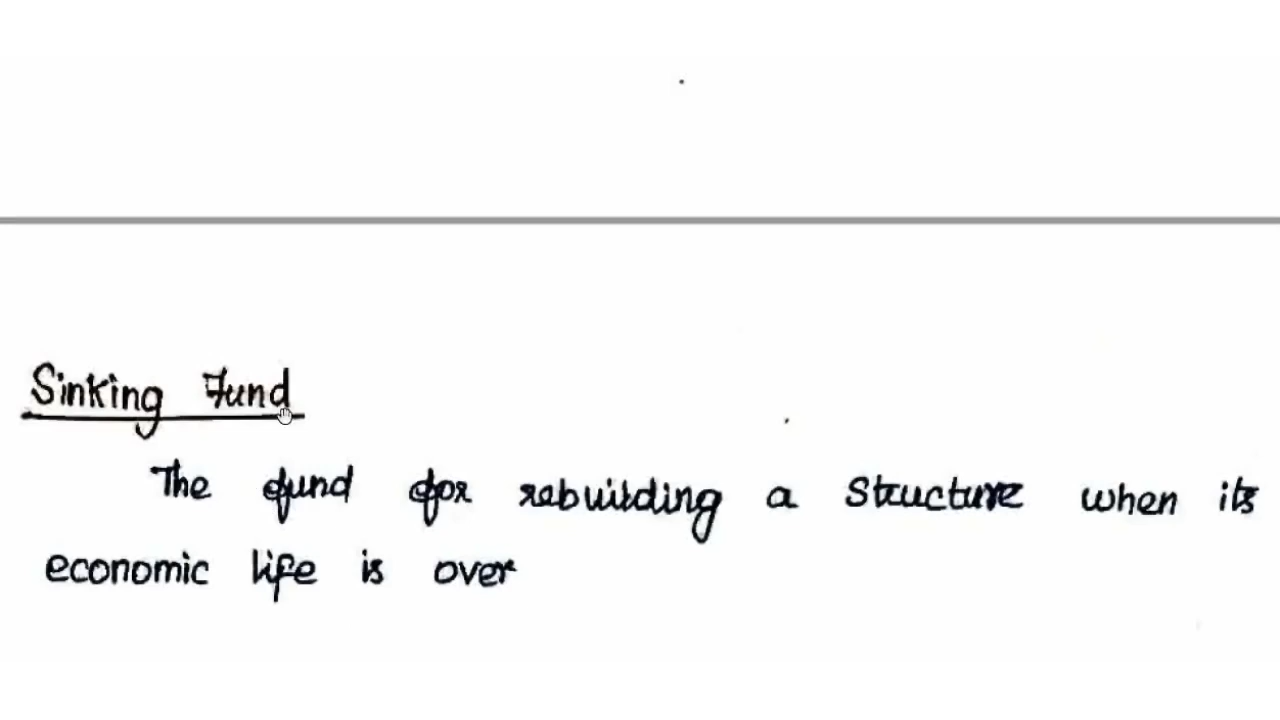 Sinking Fund
The fund for rebuilding a structure when its
economic life is over